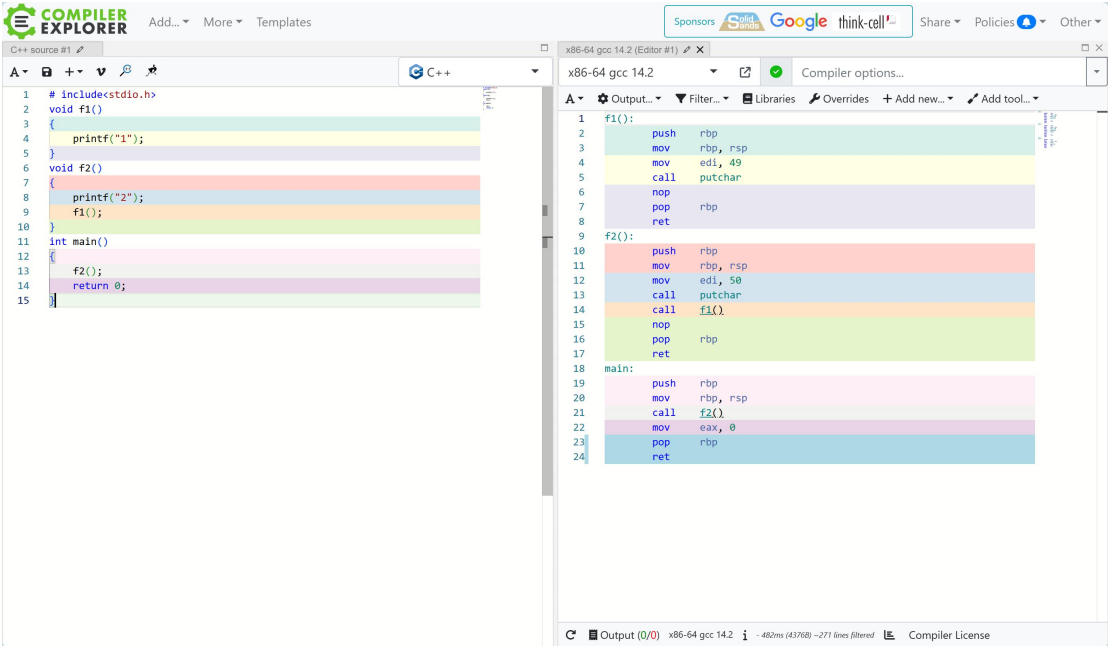 COMPILER
EXPLORER
Add... More Templates
Sponsors Solid Sands Google think-cell Share Policies Other
C++ source #1
A + v
C++
1 # include<stdio.h>
2 void f1()
3 {
4 printf("1");
5 }
6 void f2()
7 {
8 printf("2");
9 f1();
10 }
11 int main()
12 {
13 f2();
14 return 0;
15 }
x86-64 gcc 14.2 (Editor #1)
x86-64 gcc 14.2 Compiler options...
A Output... Filter... Libraries Overrides + Add new... Add tool...
1 f1():
2 push rbp
3 mov rbp, rsp
4 mov edi, 49
5 call putchar
6 nop
7 pop rbp
8 ret
9 f2():
10 push rbp
11 mov rbp, rsp
12 mov edi, 50
13 call putchar
14 call f1()
15 nop
16 pop rbp
17 ret
18 main:
19 push rbp
20 mov rbp, rsp
21 call f2()
22 mov eax, 0
23 pop rbp
24 ret
Output (0/0) x86-64 gcc 14.2 i - 482ms (4376B) ~271 lines filtered Compiler License